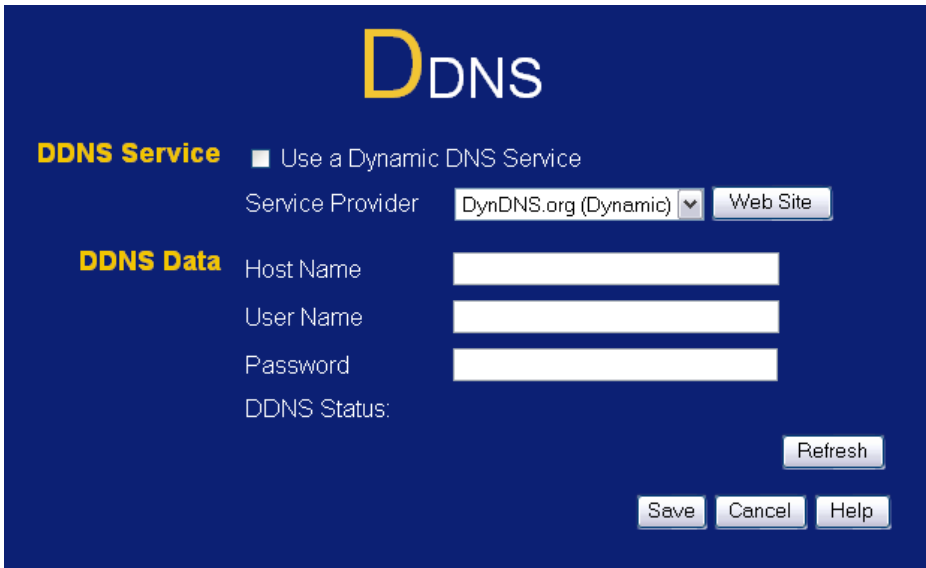 DDNS
DDNS Service Use a Dynamic DNS Service
Service Provider DynDNS.org (Dynamic) Web Site
DDNS Data Host Name
User Name
Password
DDNS Status:
Refresh
Save Cancel Help